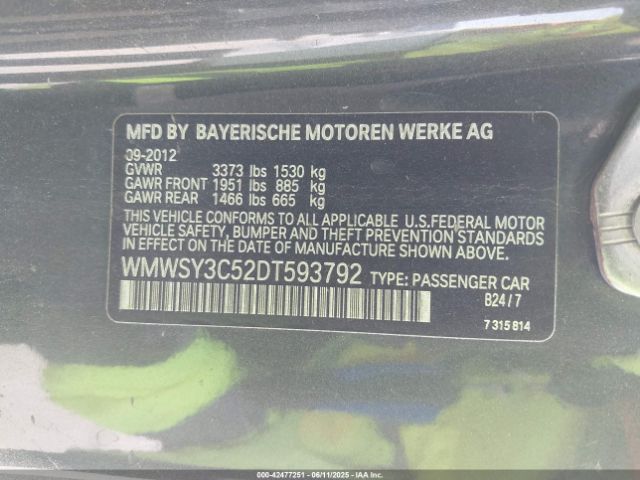 MFD BY BAYERISCHE MOTOREN WERKE AG
09-2012
GVWR 3373 lbs 1530 kg
GAWR FRONT 1951 lbs 885 kg
GAWR REAR 1466 lbs 665 kg
THIS VEHICLE CONFORMS TO ALL APPLICABLE U.S.FEDERAL MOTOR
VEHICLE SAFETY, BUMPER AND THEFT PREVENTION STANDARDS
IN EFFECT ON THE DATE OF MANUFACTURE SHOWN ABOVE.
WMWSY3C52DT593792 TYPE: PASSENGER CAR
B24/7
7 315 814
000-42477251 - 06/11/2025 - IAA Inc.